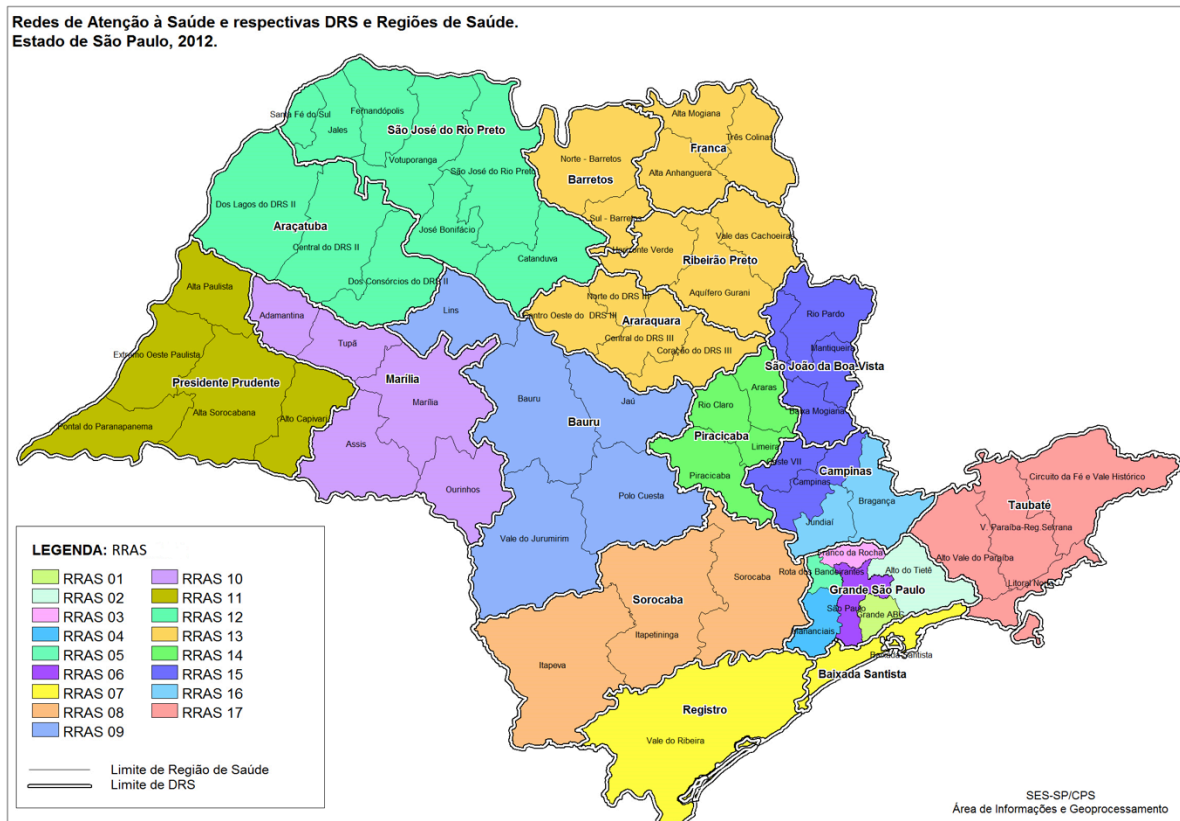 Redes de Atenção à Saúde e respectivas DRS e Regiões de Saúde.
Estado de São Paulo, 2012.
Santa Fé do Sul
Jales
Fernandópolis
São José do Rio Preto
Votuporanga
São José do Rio Preto
José Bonifácio
Catanduva
Dos Lagos do DRS II
Araçatuba
Central do DRS II
Dos Consórcios do DRS II
Norte - Barretos
Barretos
Sul - Barretos
Alta Mogiana
Três Colinas
Franca
Alta Anhanguera
Horizonte Verde
Vale das Cachoeiras
Ribeirão Preto
Aquífero Gurani
Norte do DRS III
Centro Oeste do DRS III
Araraquara
Central do DRS III
Coração do DRS III
Alta Paulista
Extremo Oeste Paulista
Presidente Prudente
Alta Sorocabana
Alto Capivari
Pontal do Paranapanema
Adamantina
Tupã
Marília
Marília
Assis
Ourinhos
Lins
Bauru
Jaú
Bauru
Polo Cuesta
Vale do Jurumirim
Rio Pardo
Mantiqueira
São João da Boa Vista
Baixa Mogiana
Araras
Rio Claro
Piracicaba
Limeira
Piracicaba
Oeste VII
Campinas
Campinas
Bragança
Jundiaí
Circuito da Fé e Vale Histórico
Taubaté
V. Paraíba-Reg.Serrana
Alto Vale do Paraíba
Litoral Norte
Franco da Rocha
Rota dos Bandeirantes
Alto do Tietê
Grande São Paulo
São Paulo
Grande ABC
Mananciais
Baixada Santista
Baixada Santista
Sorocaba
Sorocaba
Itapetininga
Itapeva
Registro
Vale do Ribeira
LEGENDA: RRAS
RRAS 01
RRAS 02
RRAS 03
RRAS 04
RRAS 05
RRAS 06
RRAS 07
RRAS 08
RRAS 09
RRAS 10
RRAS 11
RRAS 12
RRAS 13
RRAS 14
RRAS 15
RRAS 16
RRAS 17
Limite de Região de Saúde
Limite de DRS
SES-SP/CPS
Área de Informações e Geoprocessamento